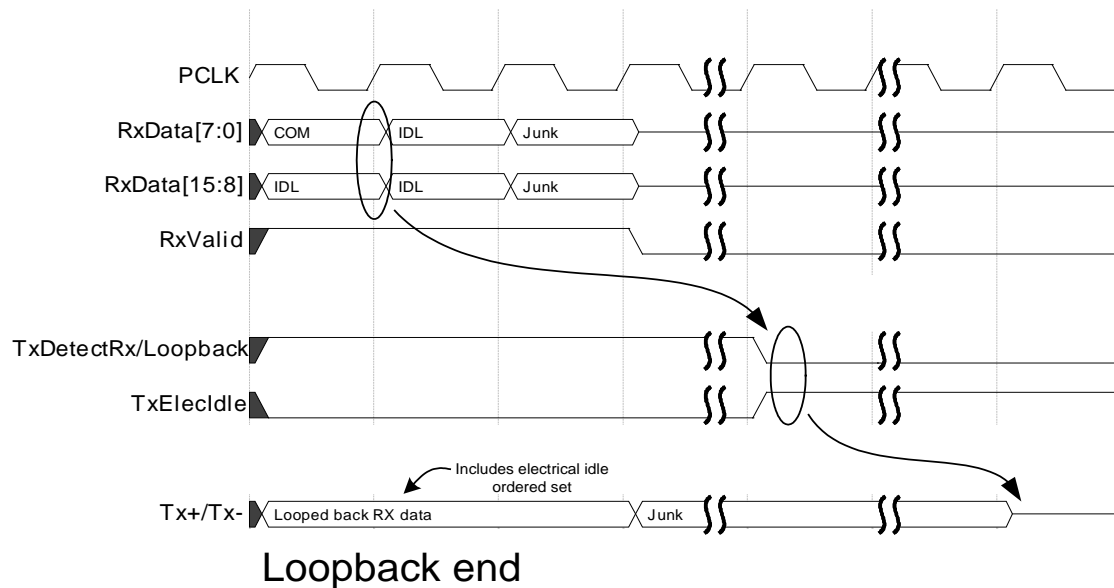 PCLK
RxData[7:0]
COM
IDL
Junk
RxData[15:8]
IDL
IDL
Junk
RxValid
TxDetectRx/Loopback
TxElecIdle
Includes electrical idle
ordered set
Tx+/Tx-
Looped back RX data
Junk
Loopback end